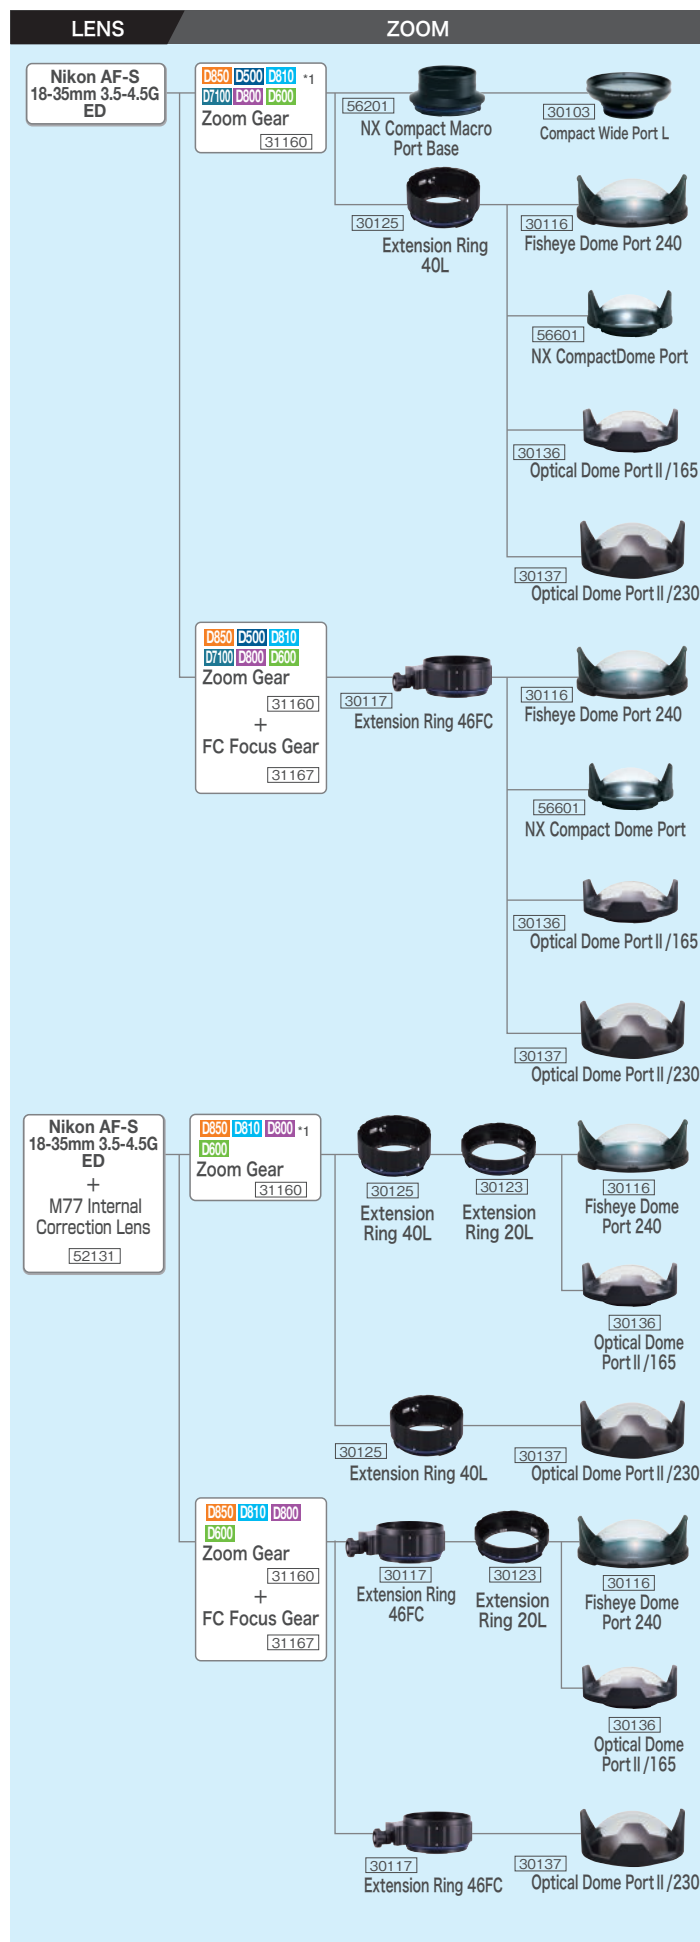 LENS ZOOM
Nikon AF-S
18-35mm 3.5-4.5G
ED
D850 D500 D810 *1
D7100 D800 D600
Zoom Gear
31160
56201
NX Compact Macro
Port Base
30103
Compact Wide Port L
30125
Extension Ring
40L
30116
Fisheye Dome Port 240
56601
NX CompactDome Port
30136
Optical Dome Port II /165
30137
Optical Dome Port II /230
D850 D500 D810
D7100 D800 D600
Zoom Gear
31160
+
FC Focus Gear
31167
30117
Extension Ring 46FC
30116
Fisheye Dome Port 240
56601
NX Compact Dome Port
30136
Optical Dome Port II /165
30137
Optical Dome Port II /230
Nikon AF-S
18-35mm 3.5-4.5G
ED
+
M77 Internal
Correction Lens
52131
D850 D810 D800 *1
D600
Zoom Gear
31160
30125
Extension
Ring 40L
30123
Extension
Ring 20L
30116
Fisheye Dome
Port 240
30136
Optical Dome
Port II /165
30125
Extension Ring 40L
30137
Optical Dome Port II /230
D850 D810 D800
D600
Zoom Gear
31160
+
FC Focus Gear
31167
30117
Extension Ring
46FC
30123
Extension
Ring 20L
30116
Fisheye Dome
Port 240
30136
Optical Dome
Port II /165
30117
Extension Ring 46FC
30137
Optical Dome Port II /230